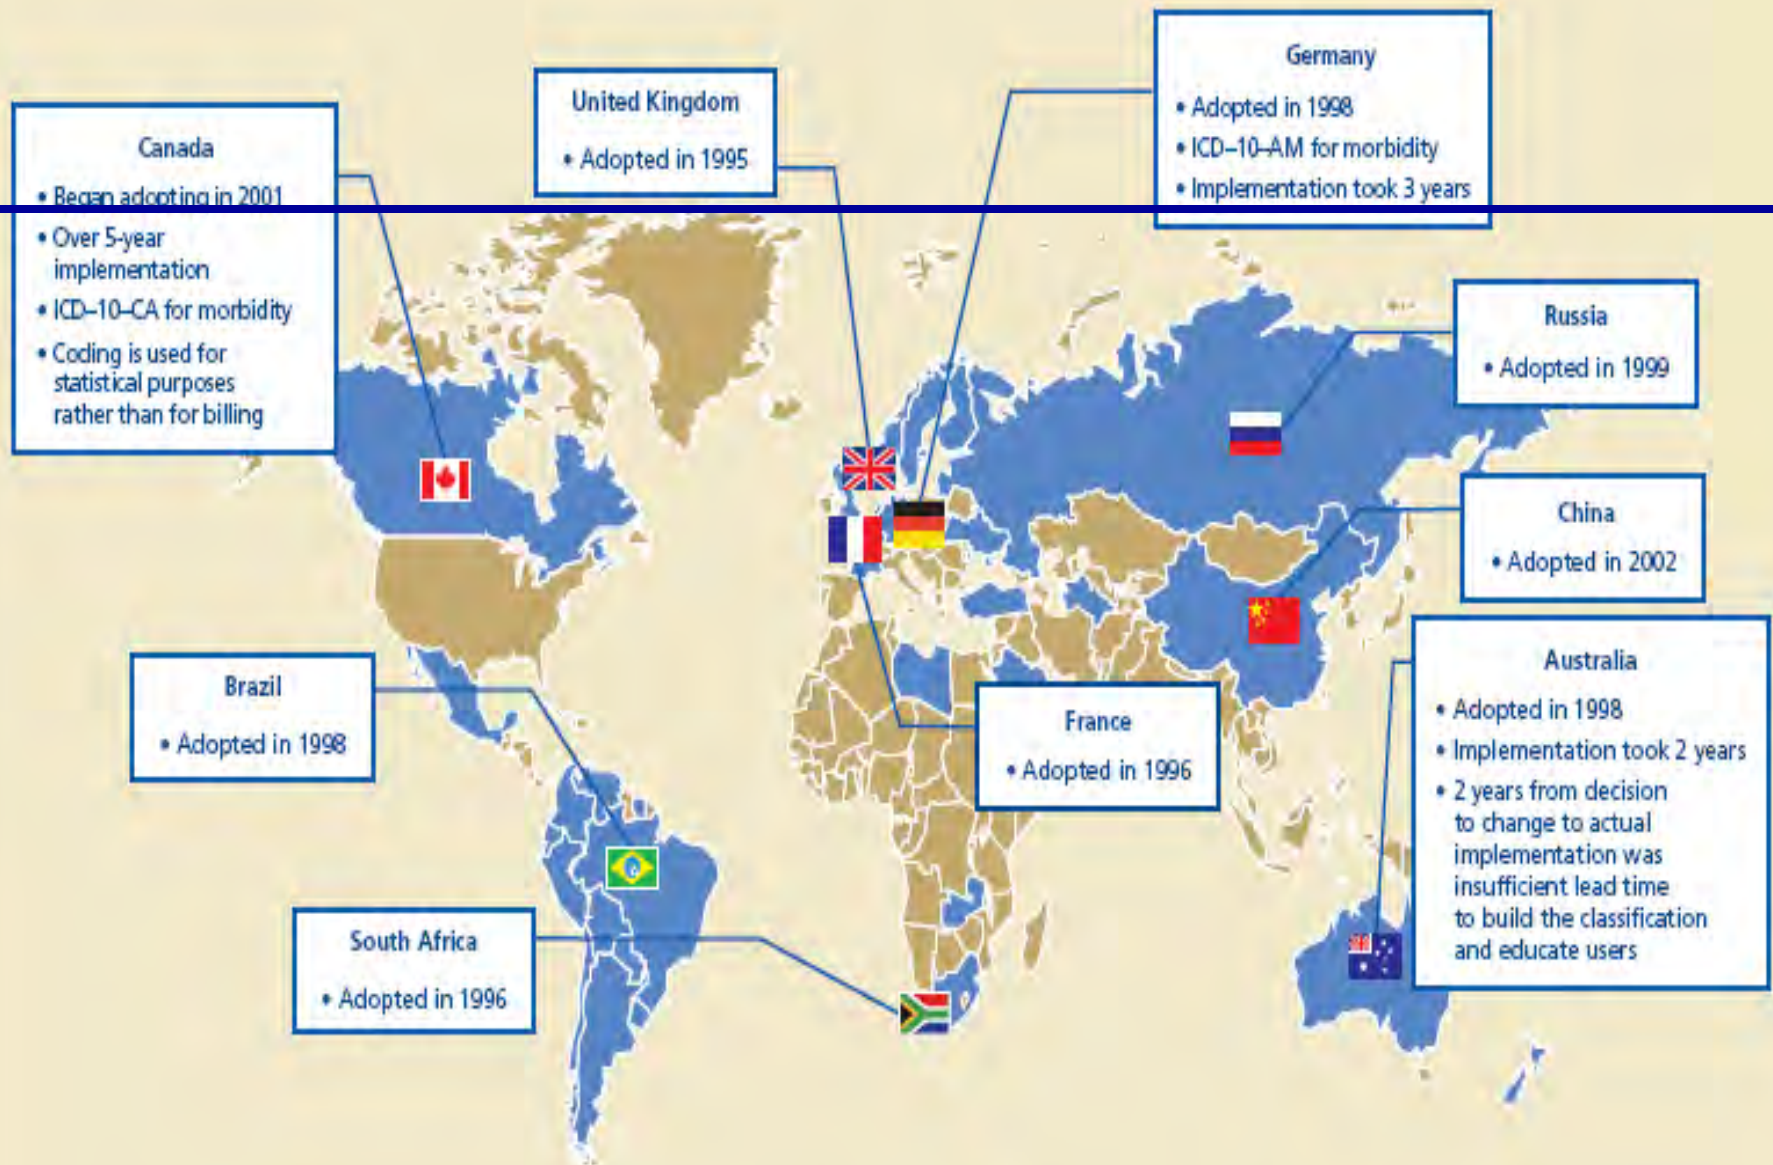 Canada
• Began adopting in 2001
• Over 5-year
implementation
• ICD–10–CA for morbidity
• Coding is used for
statistical purposes
rather than for billing
United Kingdom
• Adopted in 1995
Germany
• Adopted in 1998
• ICD–10–AM for morbidity
• Implementation took 3 years
Russia
• Adopted in 1999
China
• Adopted in 2002
Brazil
• Adopted in 1998
France
• Adopted in 1996
Australia
• Adopted in 1998
• Implementation took 2 years
• 2 years from decision
to change to actual
implementation was
insufficient lead time
to build the classification
and educate users
South Africa
• Adopted in 1996